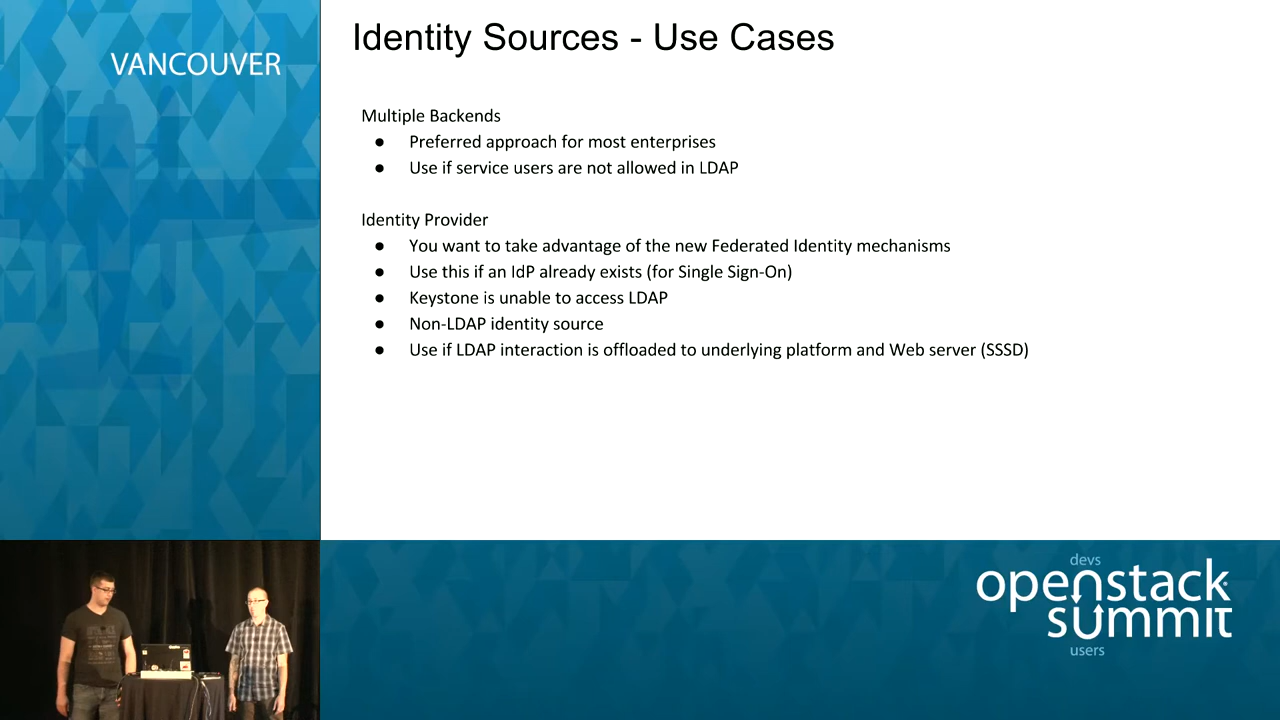 VANCOUVER
Identity Sources - Use Cases
Multiple Backends
● Preferred approach for most enterprises
● Use if service users are not allowed in LDAP
Identity Provider
● You want to take advantage of the new Federated Identity mechanisms
● Use this if an IdP already exists (for Single Sign-On)
● Keystone is unable to access LDAP
● Non-LDAP identity source
● Use if LDAP interaction is offloaded to underlying platform and Web server (SSSD)
devs
openstack
summit
users